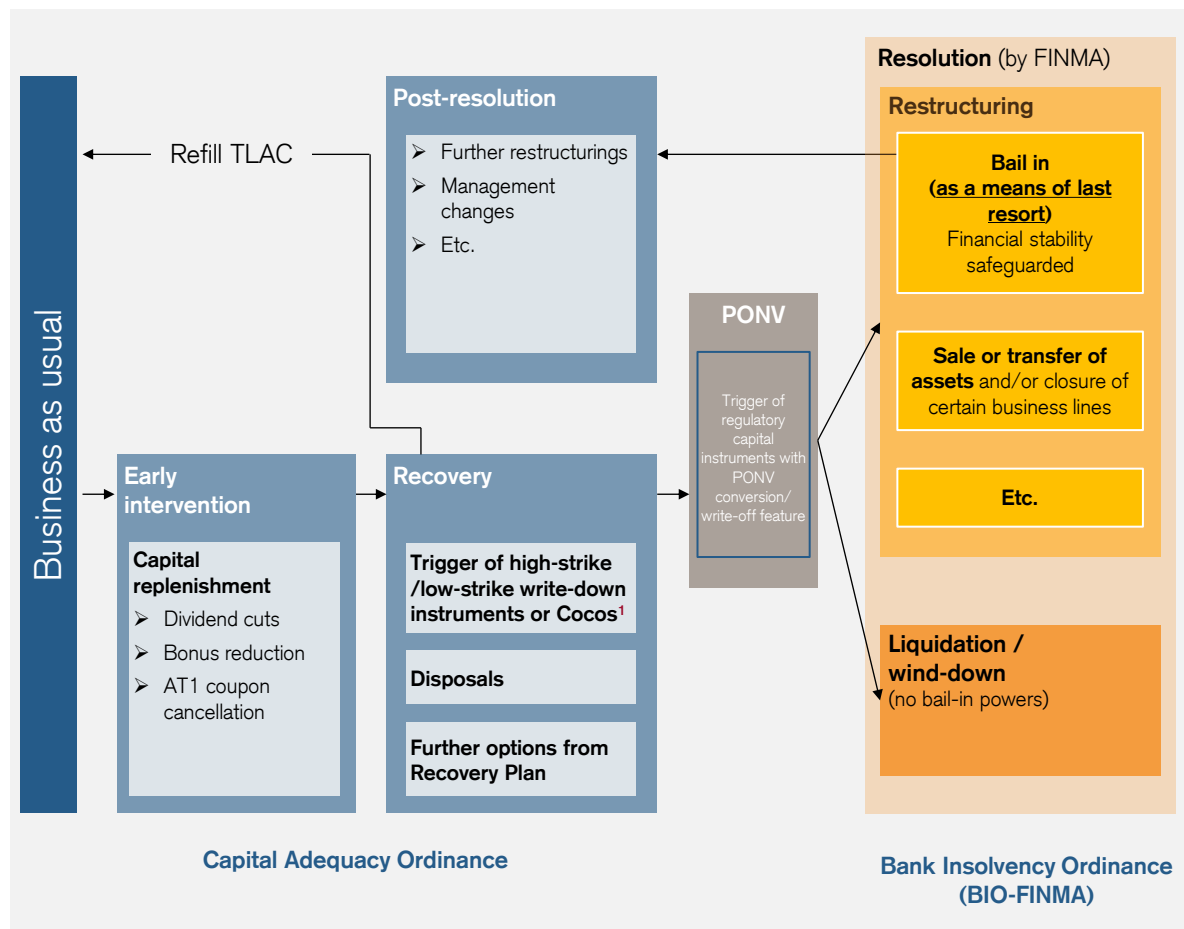 Business as usual
Refill TLAC
Post-resolution
➢ Further restructurings
➢ Management
changes
➢ Etc.
Early
intervention
Capital
replenishment
➢ Dividend cuts
➢ Bonus reduction
➢ AT1 coupon
cancellation
Recovery
Trigger of high-strike
/low-strike write-down
instruments or Cocos¹
Disposals
Further options from
Recovery Plan
PONV
Trigger of
regulatory
capital
instruments with
PONV
conversion/
write-off feature
Resolution (by FINMA)
Restructuring
Bail in
(as a means of last
resort)
Financial stability
safeguarded
Sale or transfer of
assets and/or closure of
certain business lines
Etc.
Liquidation /
wind-down
(no bail-in powers)
Capital Adequacy Ordinance
Bank Insolvency Ordinance
(BIO-FINMA)